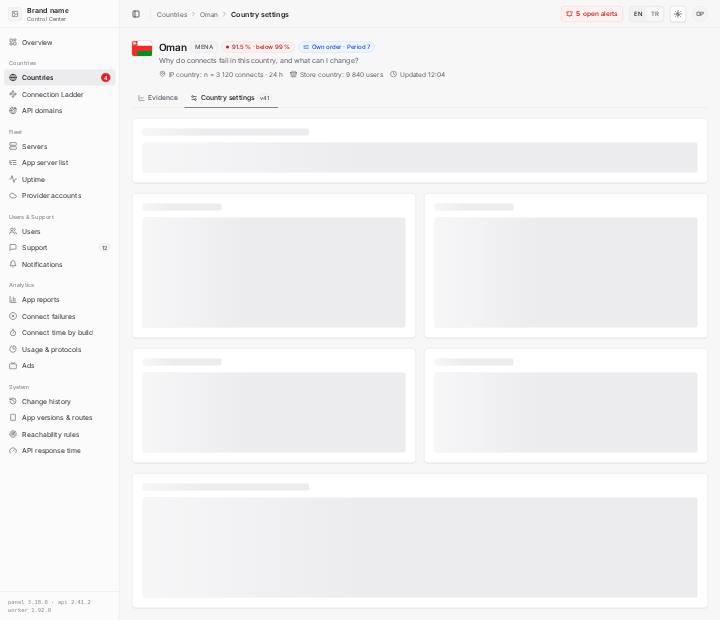 Brand name
Control Center
Countries > Oman > Country settings
5 open alerts
EN TR
OP
Overview
Countries
Countries 4
Connection Ladder
API domains
Fleet
Servers
App server list
Uptime
Provider accounts
Users & Support
Users
Support 12
Notifications
Analytics
App reports
Connect failures
Connect time by build
Usage & protocols
Ads
System
Change history
App versions & routes
Reachability rules
API response time
panel 3.18.0 · api 2.41.2
worker 1.92.0
Oman MENA 91.5 % · below 99 % Own order · Period 7
Why do connects fail in this country, and what can I change?
IP country: n = 3 120 connects · 24 h Store country: 9 840 users Updated 12:04
Evidence Country settings v41